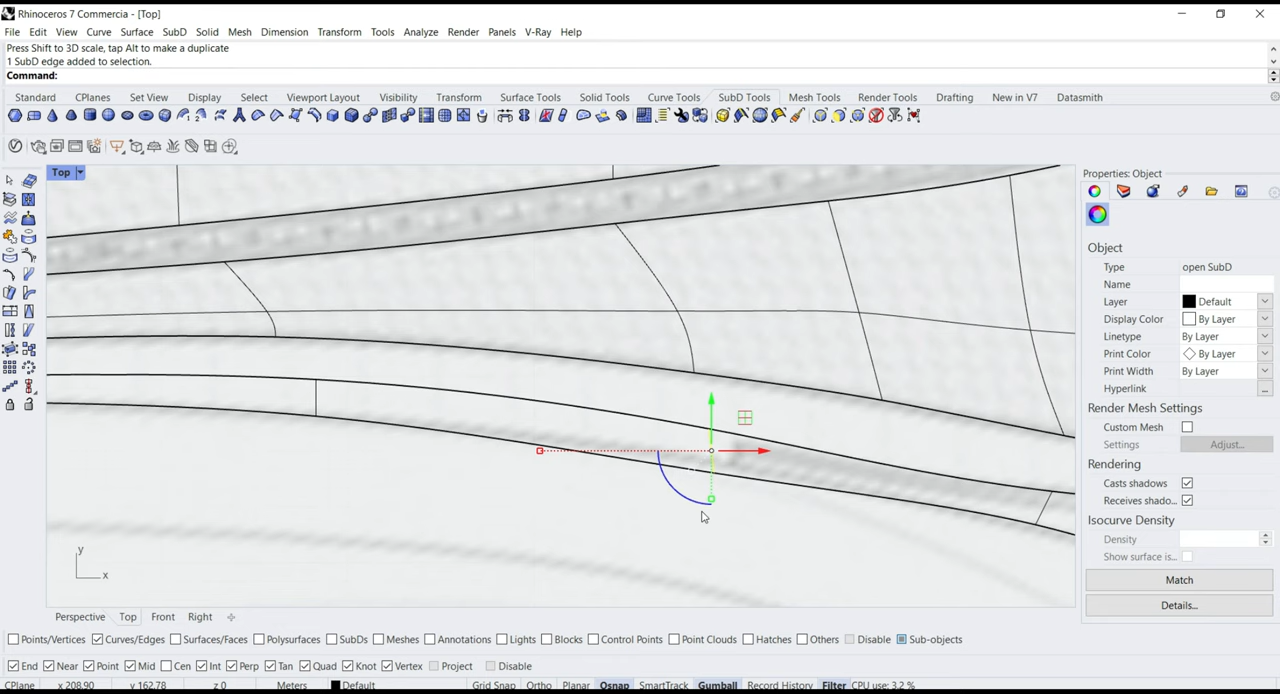 Rhinoceros 7 Commercia - [Top]
File Edit View Curve Surface SubD Solid Mesh Dimension Transform Tools Analyze Render Panels V-Ray Help
Press Shift to 3D scale, tap Alt to make a duplicate
1 SubD edge added to selection.
Command:
Standard CPlanes Set View Display Select Viewport Layout Visibility Transform Surface Tools Solid Tools Curve Tools SubD Tools Mesh Tools Render Tools Drafting New in V7 Datasmith
Top
Properties: Object
Object
Type open SubD
Name
Layer Default
Display Color By Layer
Linetype By Layer
Print Color By Layer
Print Width By Layer
Hyperlink ...
Render Mesh Settings
Custom Mesh
Settings Adjust...
Rendering
Casts shadows
Receives shado...
Isocurve Density
Density
Show surface is...
Match
Details...
y
x
Perspective Top Front Right
Points/Vertices Curves/Edges Surfaces/Faces Polysurfaces SubDs Meshes Annotations Lights Blocks Control Points Point Clouds Hatches Others Disable Sub-objects
End Near Point Mid Cen Int Perp Tan Quad Knot Vertex Project Disable
CPlane x 208.90 y 162.78 z 0 Meters Default Grid Snap Ortho Planar Osnap SmartTrack Gumball Record History Filter CPU use: 3.2 %